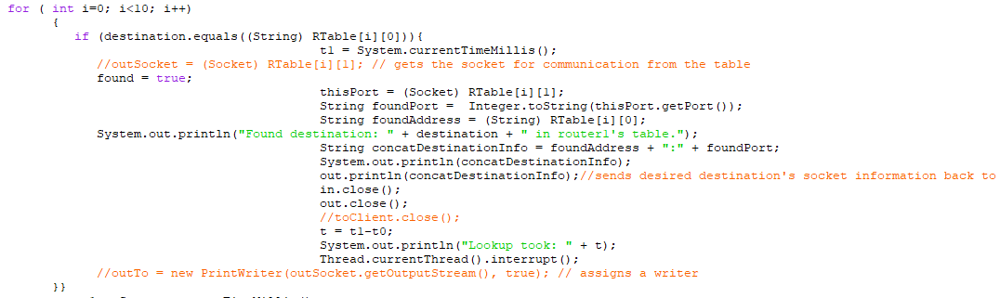 for ( int i=0; i<10; i++)
{
if (destination.equals((String) RTable[i][0])){
t1 = System.currentTimeMillis();
//outSocket = (Socket) RTable[i][1]; // gets the socket for communication from the table
found = true;
thisPort = (Socket) RTable[i][1];
String foundPort =  Integer.toString(thisPort.getPort());
String foundAddress = (String) RTable[i][0];
System.out.println("Found destination: " + destination + " in router1's table.");
String concatDestinationInfo = foundAddress + ":" + foundPort;
System.out.println(concatDestinationInfo);
out.println(concatDestinationInfo);//sends desired destination's socket information back to
in.close();
out.close();
//toClient.close();
t = t1-t0;
System.out.println("Lookup took: " + t);
Thread.currentThread().interrupt();
//outTo = new PrintWriter(outSocket.getOutputStream(), true); // assigns a writer
}}